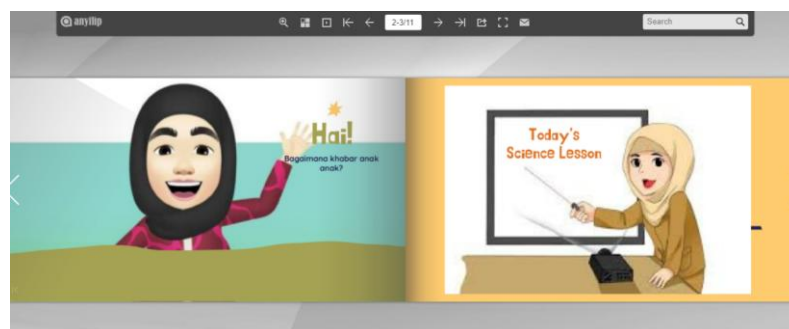 anyflip
2-3/11
Search
Hai!
Bagaimana khabar anak
anak?
Today's
Science Lesson